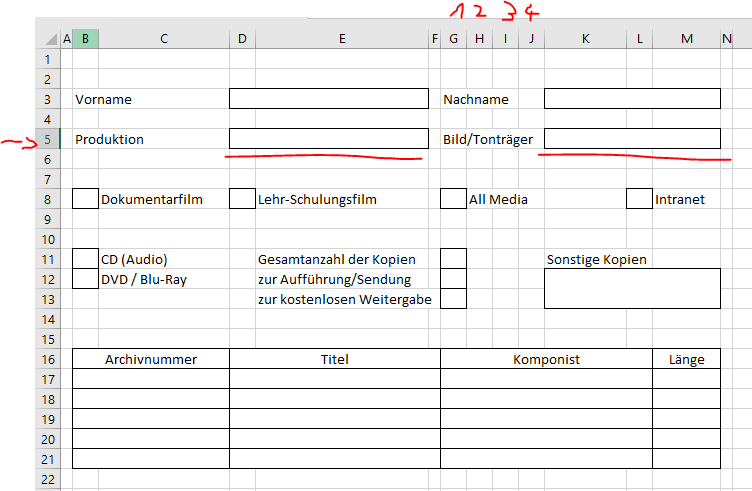 1 2 3 4
A B C D E F G H I J K L M N
1
2
3 Vorname Nachname
4
5 Produktion Bild/Tonträger
6
7
8 Dokumentarfilm Lehr-Schulungsfilm All Media Intranet
9
10
11 CD (Audio) Gesamtanzahl der Kopien Sonstige Kopien
12 DVD / Blu-Ray zur Aufführung/Sendung
13 zur kostenlosen Weitergabe
14
15
16 Archivnummer Titel Komponist Länge
17
18
19
20
21
22